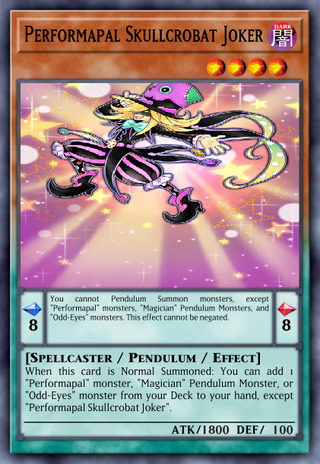 Performapal Skullcrobat Joker
DARK
闇
You cannot Pendulum Summon monsters, except
"Performapal" monsters, "Magician" Pendulum Monsters, and
"Odd-Eyes" monsters. This effect cannot be negated.
8
8
[Spellcaster / Pendulum / Effect]
When this card is Normal Summoned: You can add 1
"Performapal" monster, "Magician" Pendulum Monster, or
"Odd-Eyes" monster from your Deck to your hand, except
"Performapal Skullcrobat Joker".
ATK/1800 DEF/ 100